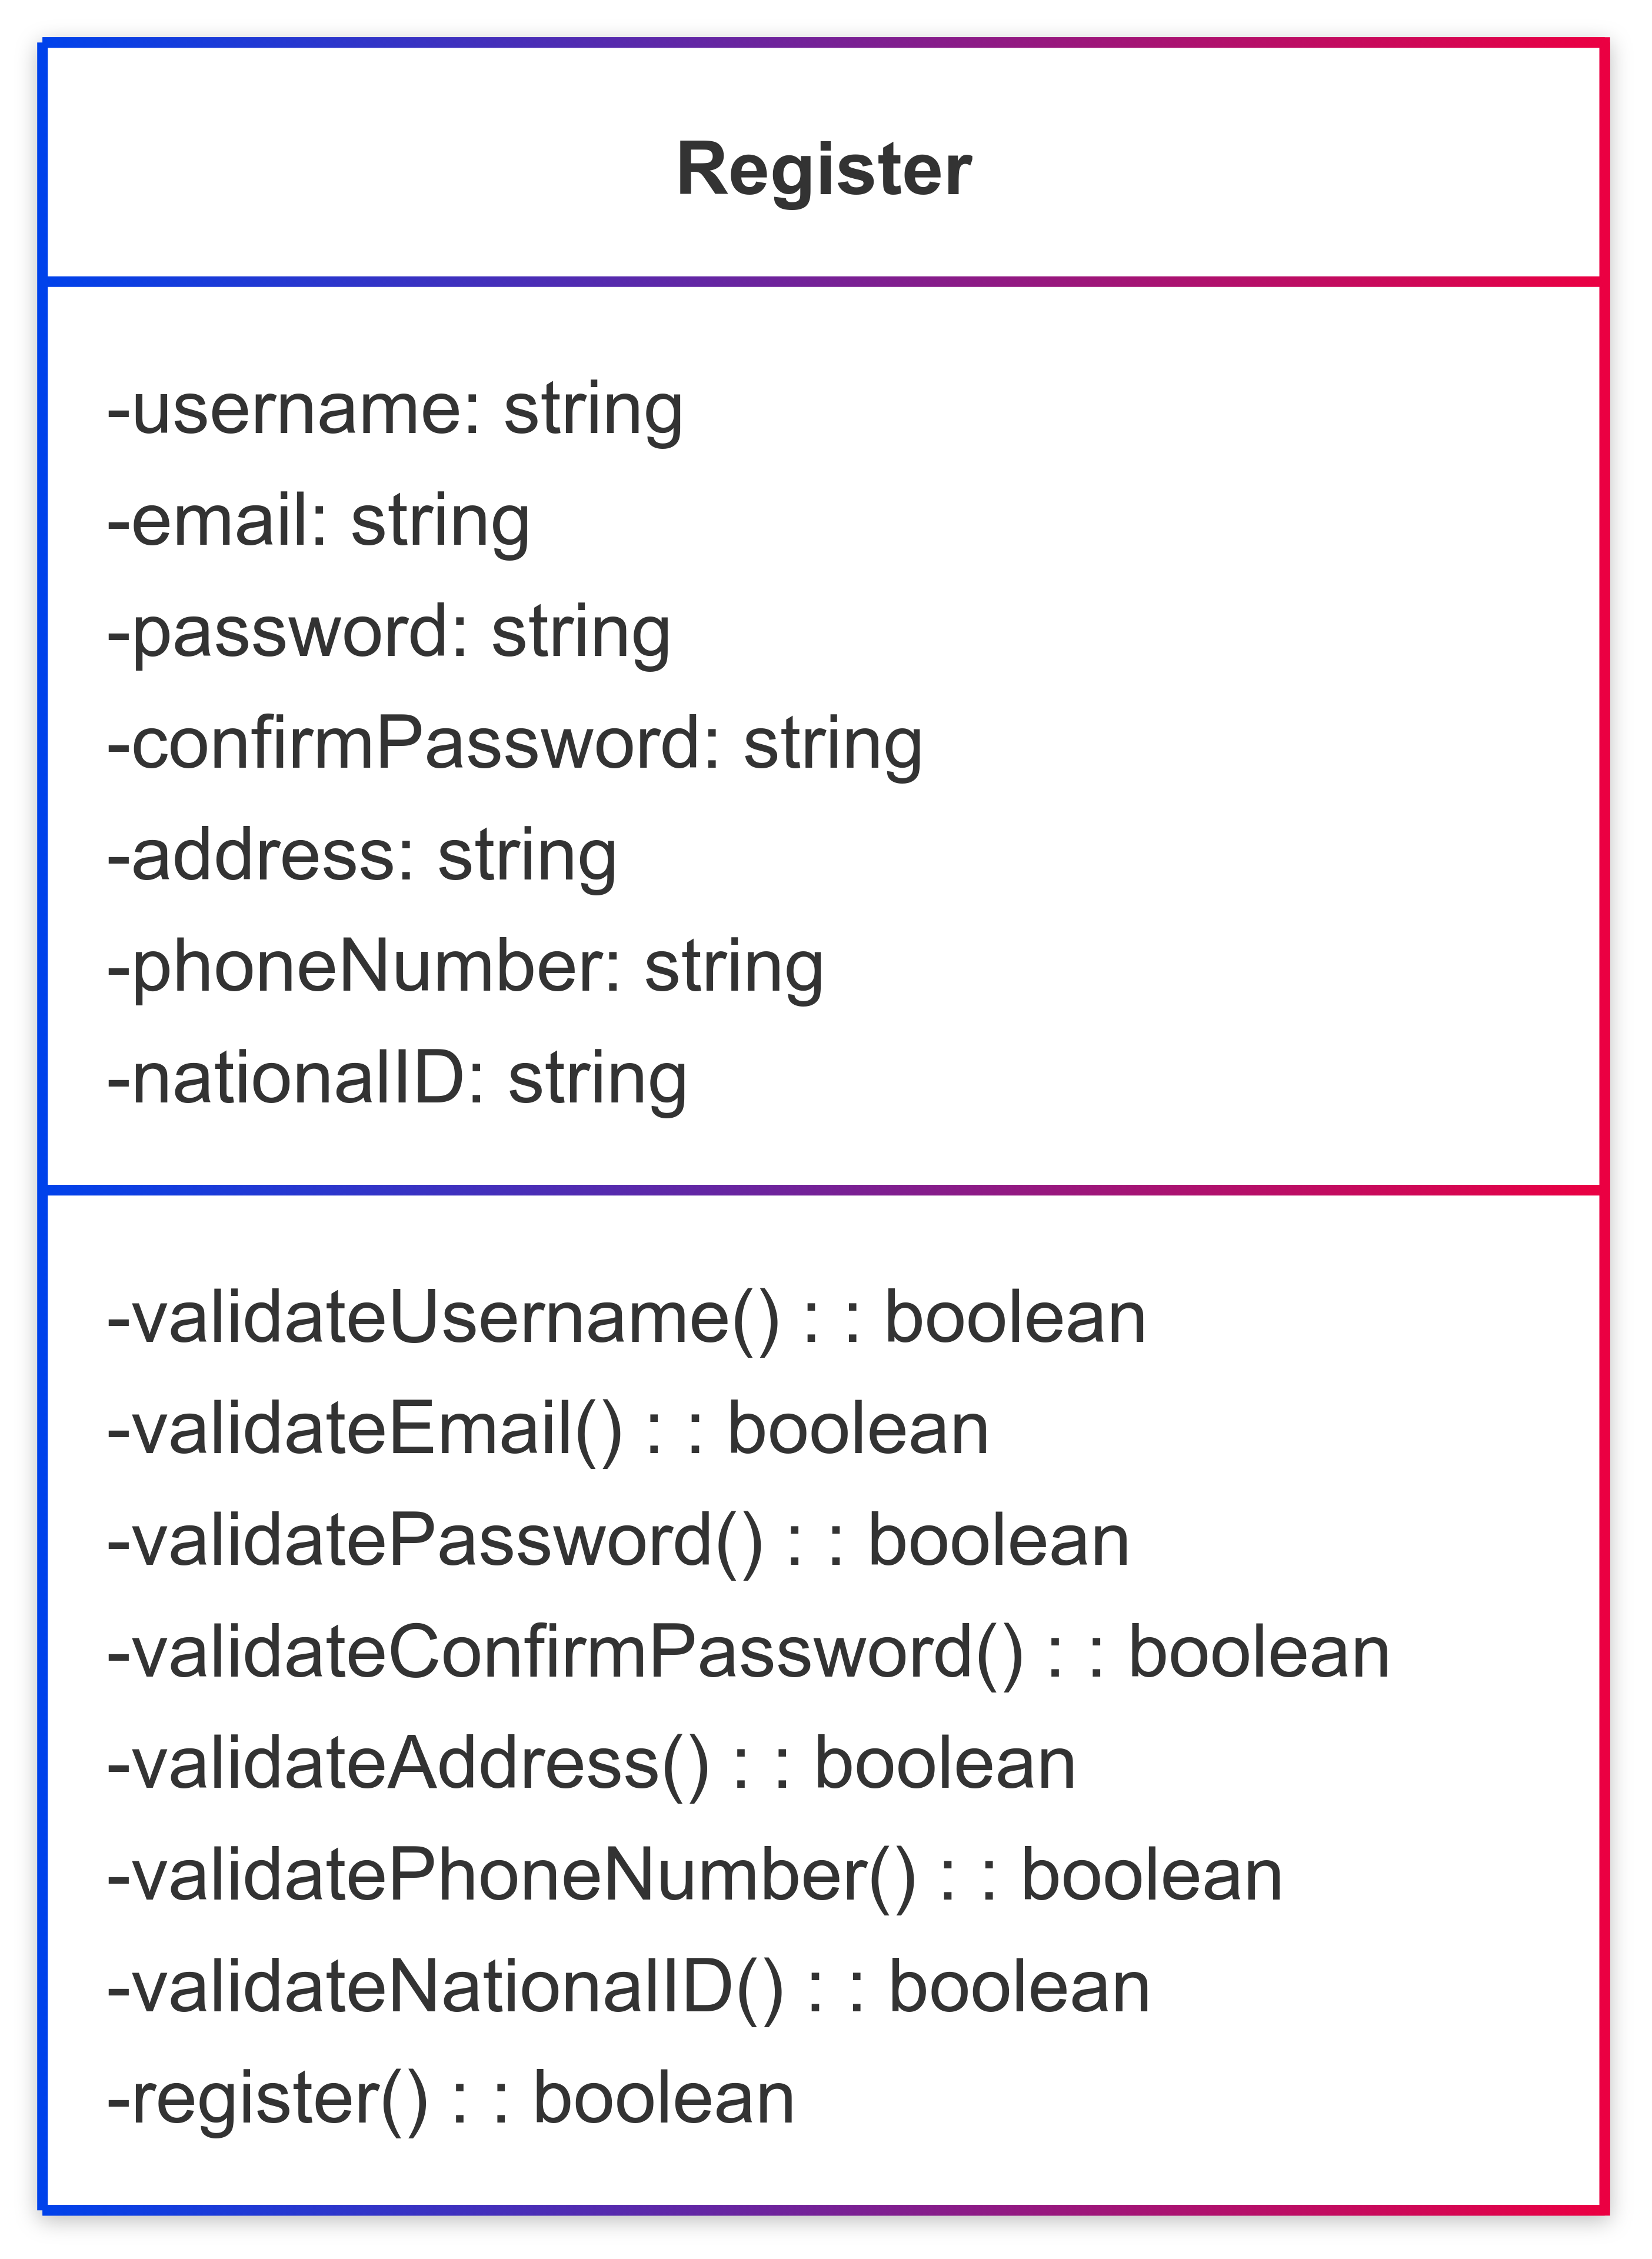 Register
-username: string
-email: string
-password: string
-confirmPassword: string
-address: string
-phoneNumber: string
-nationalID: string
-validateUsername() : : boolean
-validateEmail() : : boolean
-validatePassword() : : boolean
-validateConfirmPassword() : : boolean
-validateAddress() : : boolean
-validatePhoneNumber() : : boolean
-validateNationalID() : : boolean
-register() : : boolean